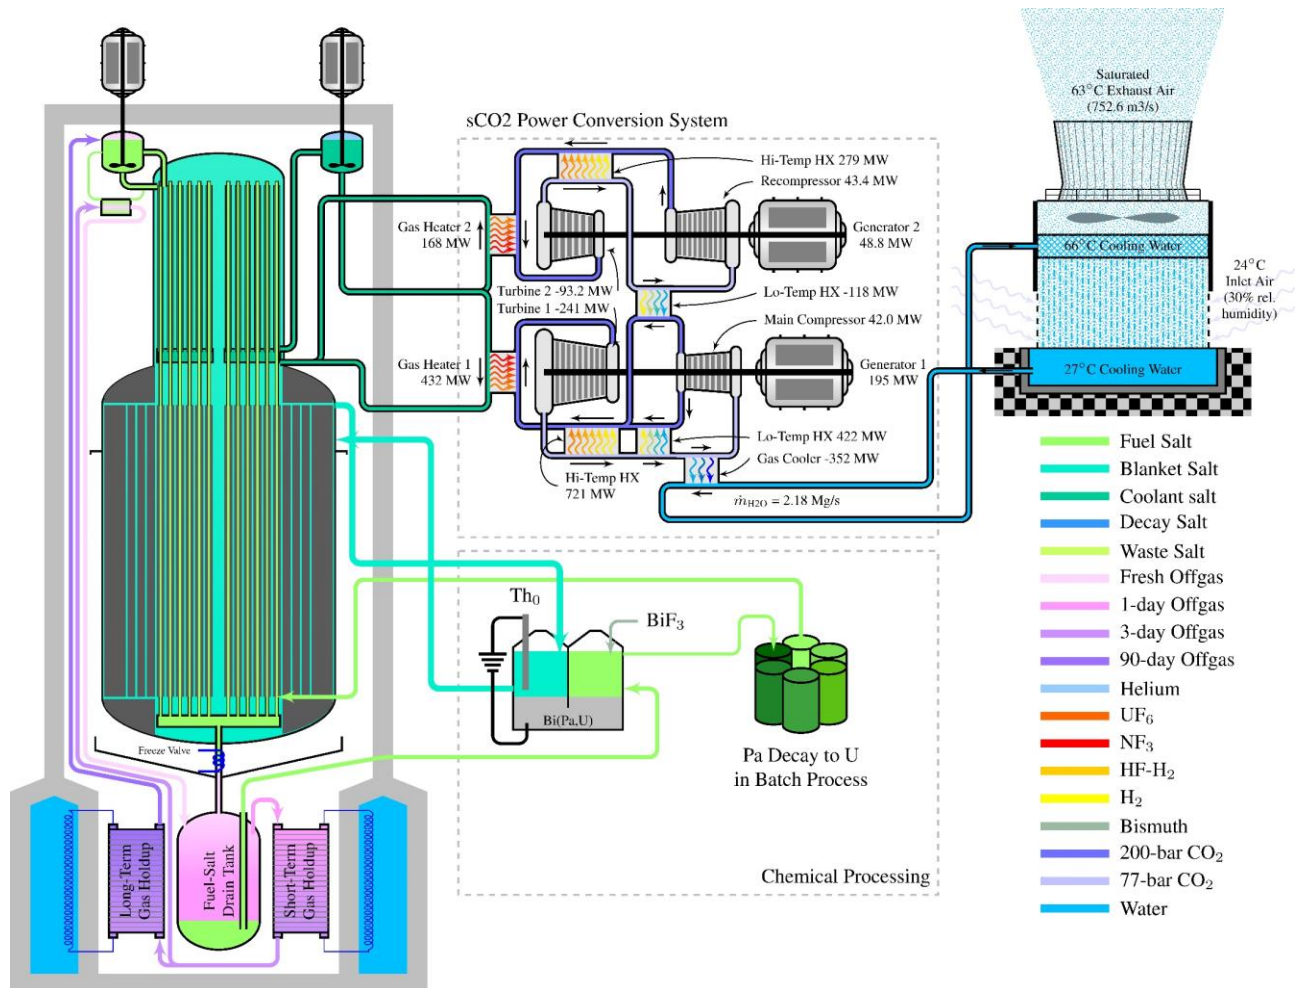 sCO2 Power Conversion System
Hi-Temp HX 279 MW
Recompressor 43.4 MW
Gas Heater 2
168 MW
Generator 2
48.8 MW
Turbine 2 -93.2 MW
Turbine 1 -241 MW
Lo-Temp HX -118 MW
Main Compressor 42.0 MW
Gas Heater 1
432 MW
Generator 1
195 MW
Lo-Temp HX 422 MW
Gas Cooler -352 MW
Hi-Temp HX
721 MW
ṁH2O = 2.18 Mg/s
Saturated
63°C Exhaust Air
(752.6 m3/s)
66°C Cooling Water
24°C
Inlet Air
(30% rel.
humidity)
27°C Cooling Water
Fuel Salt
Blanket Salt
Coolant salt
Decay Salt
Waste Salt
Fresh Offgas
1-day Offgas
3-day Offgas
90-day Offgas
Helium
UF6
NF3
HF-H2
H2
Bismuth
200-bar CO2
77-bar CO2
Water
Th0
BiF3
Bi(Pa,U)
Pa Decay to U
in Batch Process
Chemical Processing
Freeze Valve
Long-Term
Gas Holdup
Fuel-Salt
Drain Tank
Short-Term
Gas Holdup